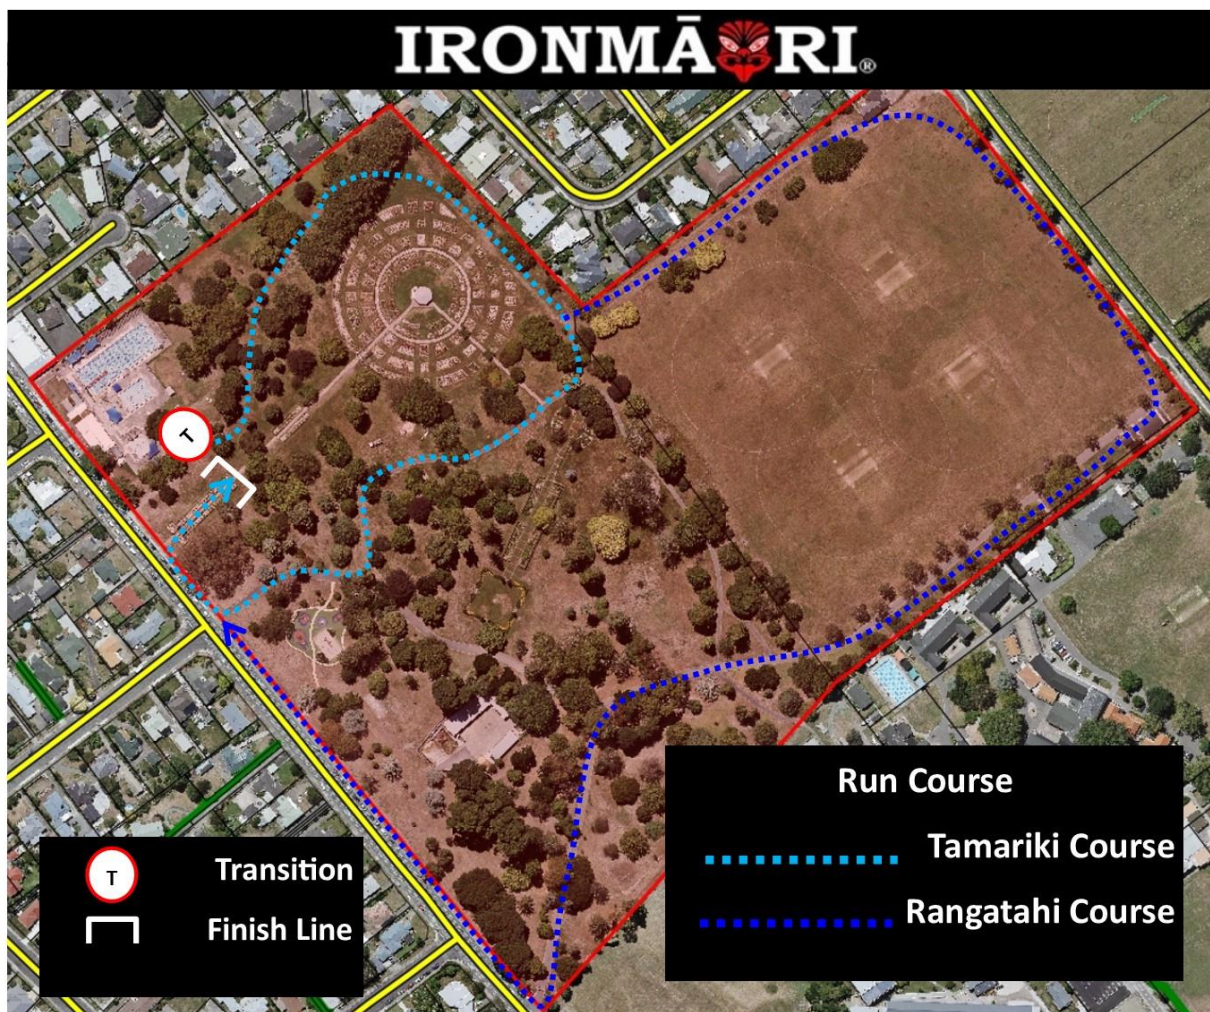 IRONMĀORI®
T
Run Course
Tamariki Course
Rangatahi Course
T
Transition
Finish Line